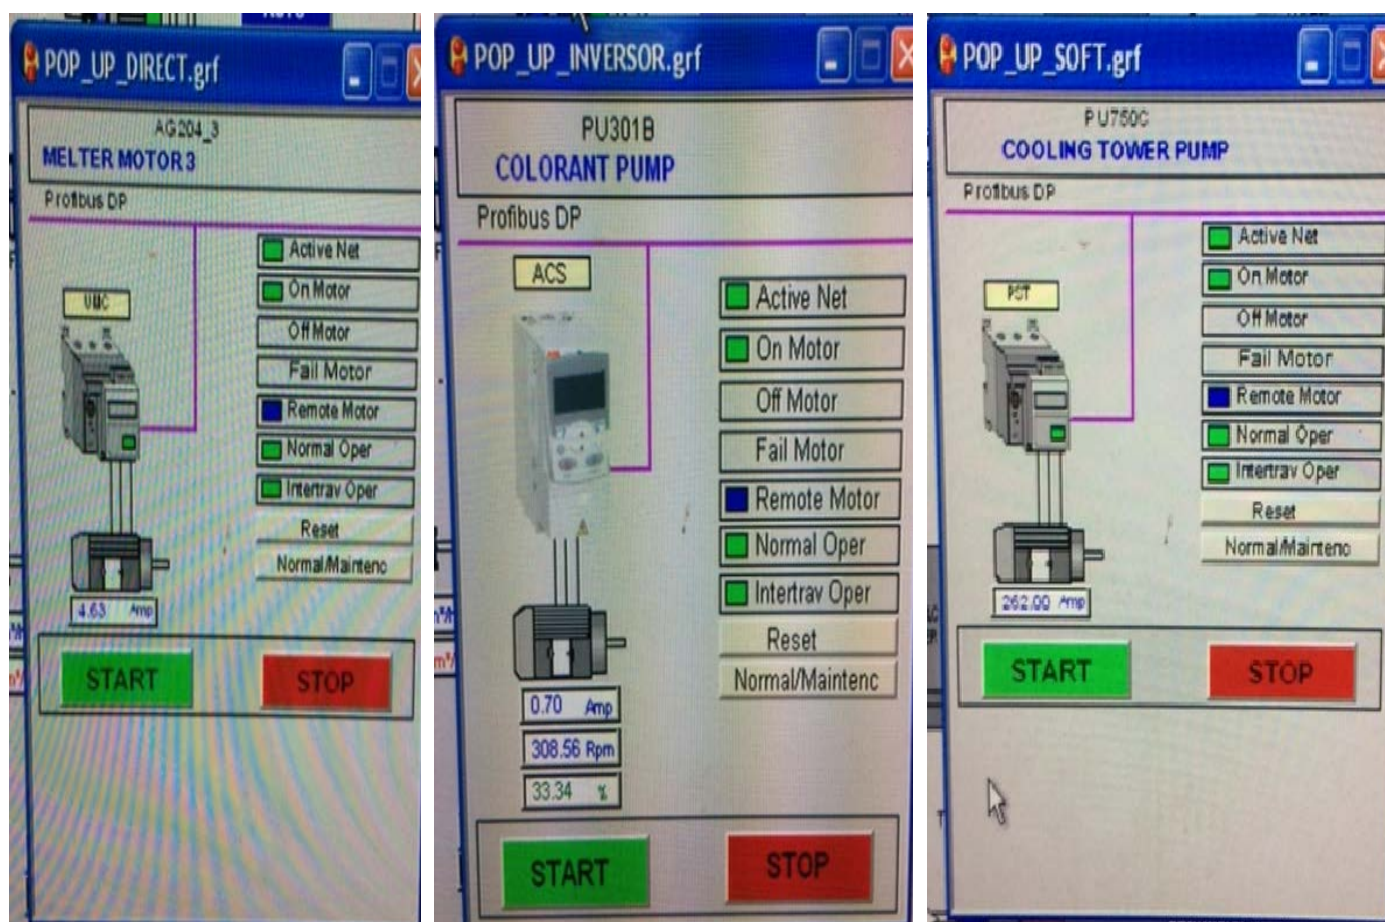 POP_UP_DIRECT.grf
AG204_3
MELTER MOTOR 3
Profibus DP
Active Net
On Motor
Off Motor
Fail Motor
Remote Motor
Normal Oper
Intertrav Oper
Reset
Normal/Maintenc
UMC
4.63 Amp
START
STOP
POP_UP_INVERSOR.grf
PU301B
COLORANT PUMP
Profibus DP
ACS
Active Net
On Motor
Off Motor
Fail Motor
Remote Motor
Normal Oper
Intertrav Oper
Reset
Normal/Maintenc
0.70 Amp
308.56 Rpm
33.34 %
START
STOP
POP_UP_SOFT.grf
PU750C
COOLING TOWER PUMP
Profibus DP
Active Net
On Motor
Off Motor
Fail Motor
Remote Motor
Normal Oper
Intertrav Oper
Reset
Normal/Maintenc
PST
262.00 Amp
START
STOP